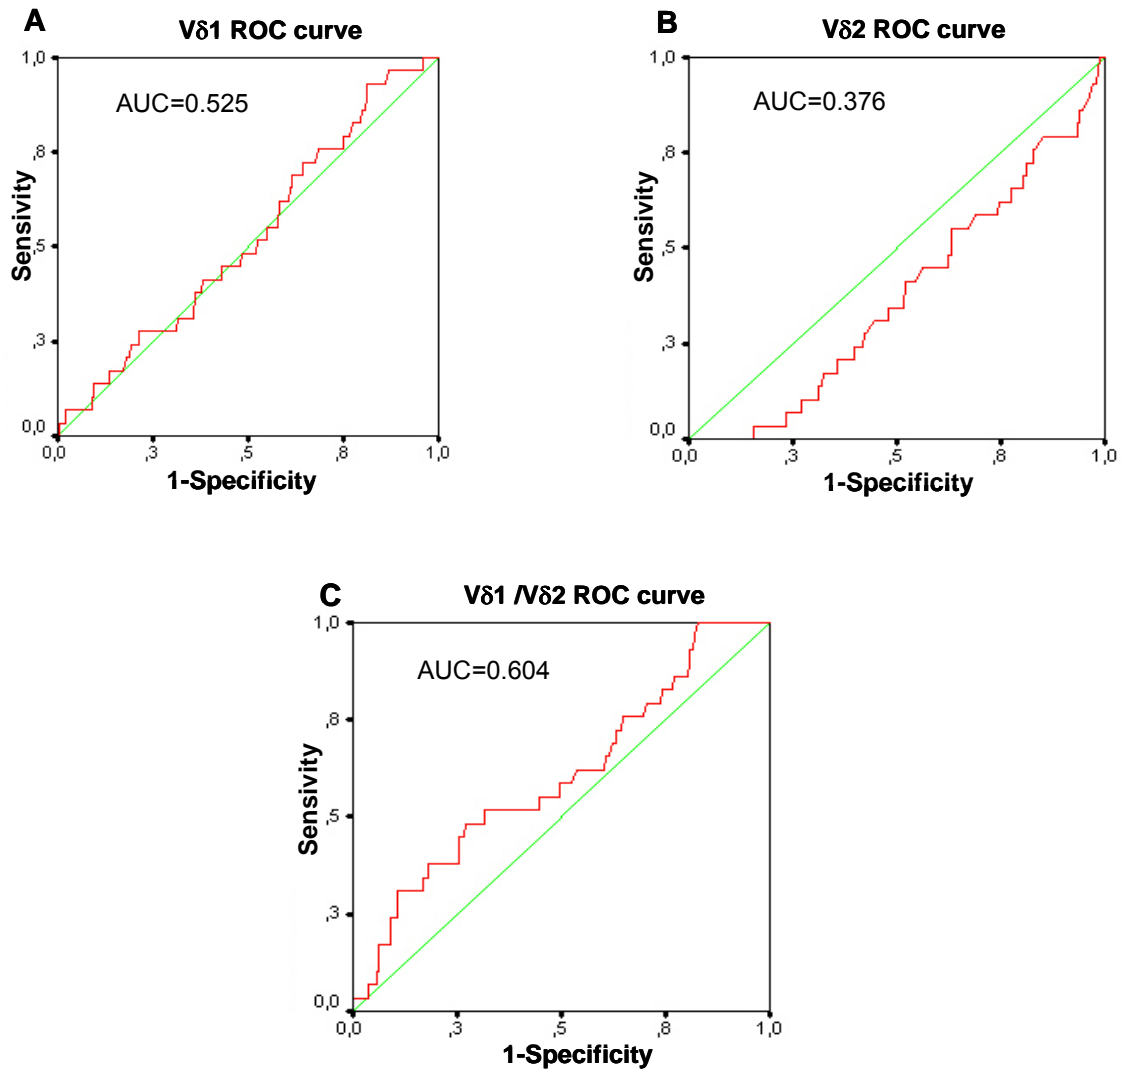 A
Vδ1 ROC curve
1,0
,8
,5
,3
0,0
AUC=0.525
Sensivity
0,0 ,3 ,5 ,8 1,0
1-Specificity
B
Vδ2 ROC curve
1,0
,8
,5
,3
0,0
AUC=0.376
Sensivity
0,0 ,3 ,5 ,8 1,0
1-Specificity
C
Vδ1 /Vδ2 ROC curve
1,0
,8
,5
,3
0,0
AUC=0.604
Sensivity
0,0 ,3 ,5 ,8 1,0
1-Specificity